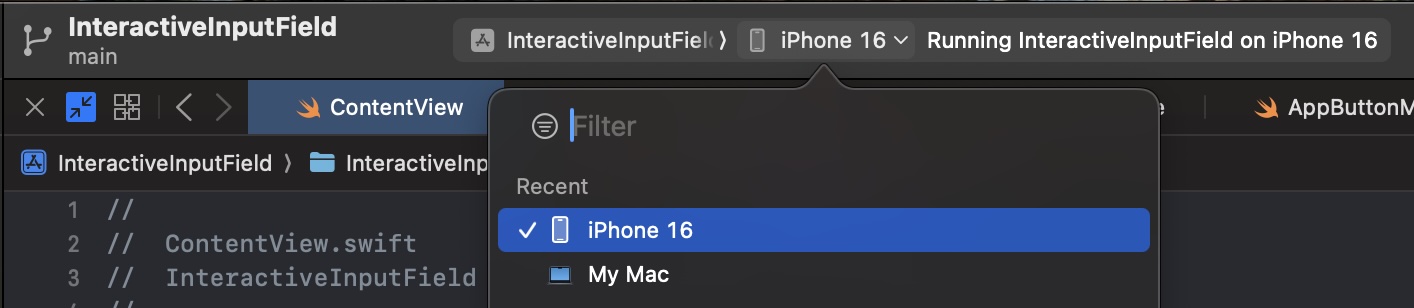 InteractiveInputField
main
InteractiveInputFiel 〉 iPhone 16 Running InteractiveInputField on iPhone 16
ContentView
AppButtonM
Filter
InteractiveInputField 〉 InteractiveInp
Recent
1 //
iPhone 16
2 // ContentView.swift
My Mac
3 // InteractiveInputField